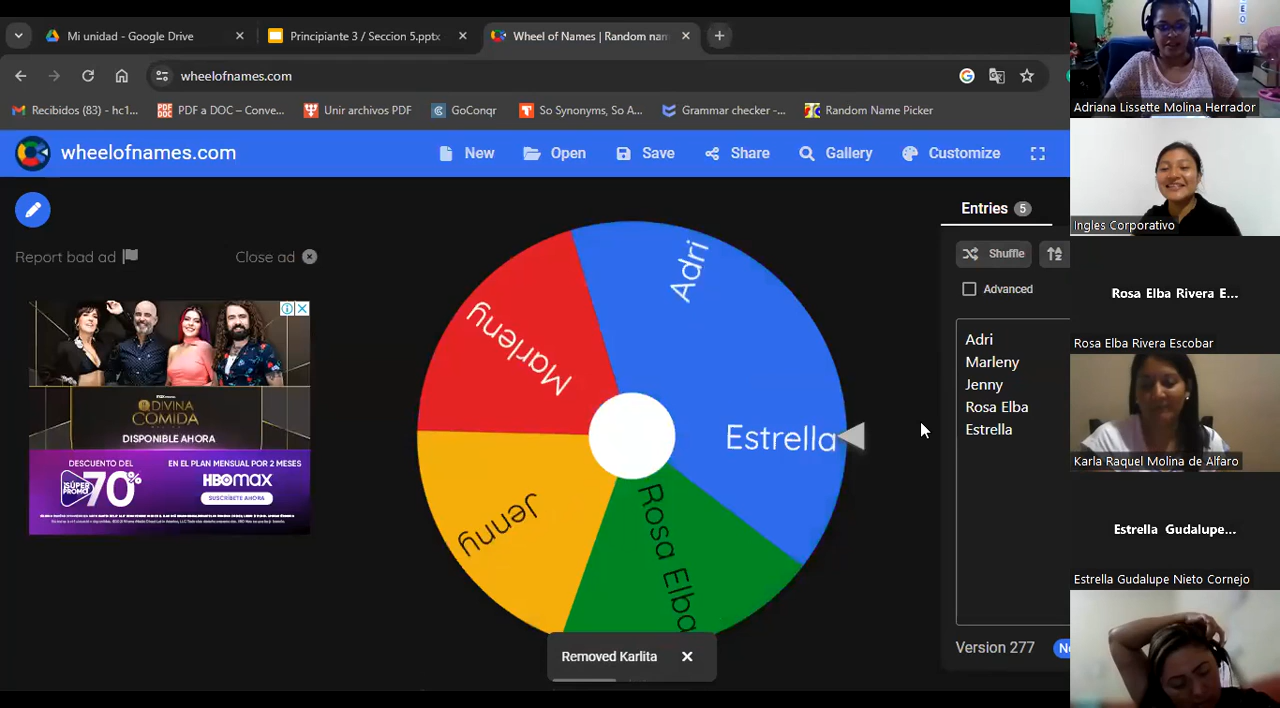 Mi unidad - Google Drive
Principiante 3 / Seccion 5.pptx
Wheel of Names | Random nam
wheelofnames.com
Recibidos (83) - hc1...
PDF a DOC – Conve...
Unir archivos PDF
GoConqr
So Synonyms, So A...
Grammar checker -...
Random Name Picker
wheelofnames.com
New
Open
Save
Share
Gallery
Customize
Report bad ad
Close ad
DIVINA
COMIDA
DISPONIBLE AHORA
DESCUENTO DEL
¡SÚPER
PROMO!
70%
EN EL PLAN MENSUAL POR 2 MESES
HBOmax
SUSCRÍBETE AHORA
Adri
Marleny
Estrella
Jenny
Rosa Elba
Removed Karlita
Entries 5
Shuffle
Advanced
Adri
Marleny
Jenny
Rosa Elba
Estrella
Version 277
Adriana Lissette Molina Herrador
Ingles Corporativo
Rosa Elba Rivera E...
Rosa Elba Rivera Escobar
Karla Raquel Molina de Alfaro
Estrella Gudalupe...
Estrella Gudalupe Nieto Cornejo